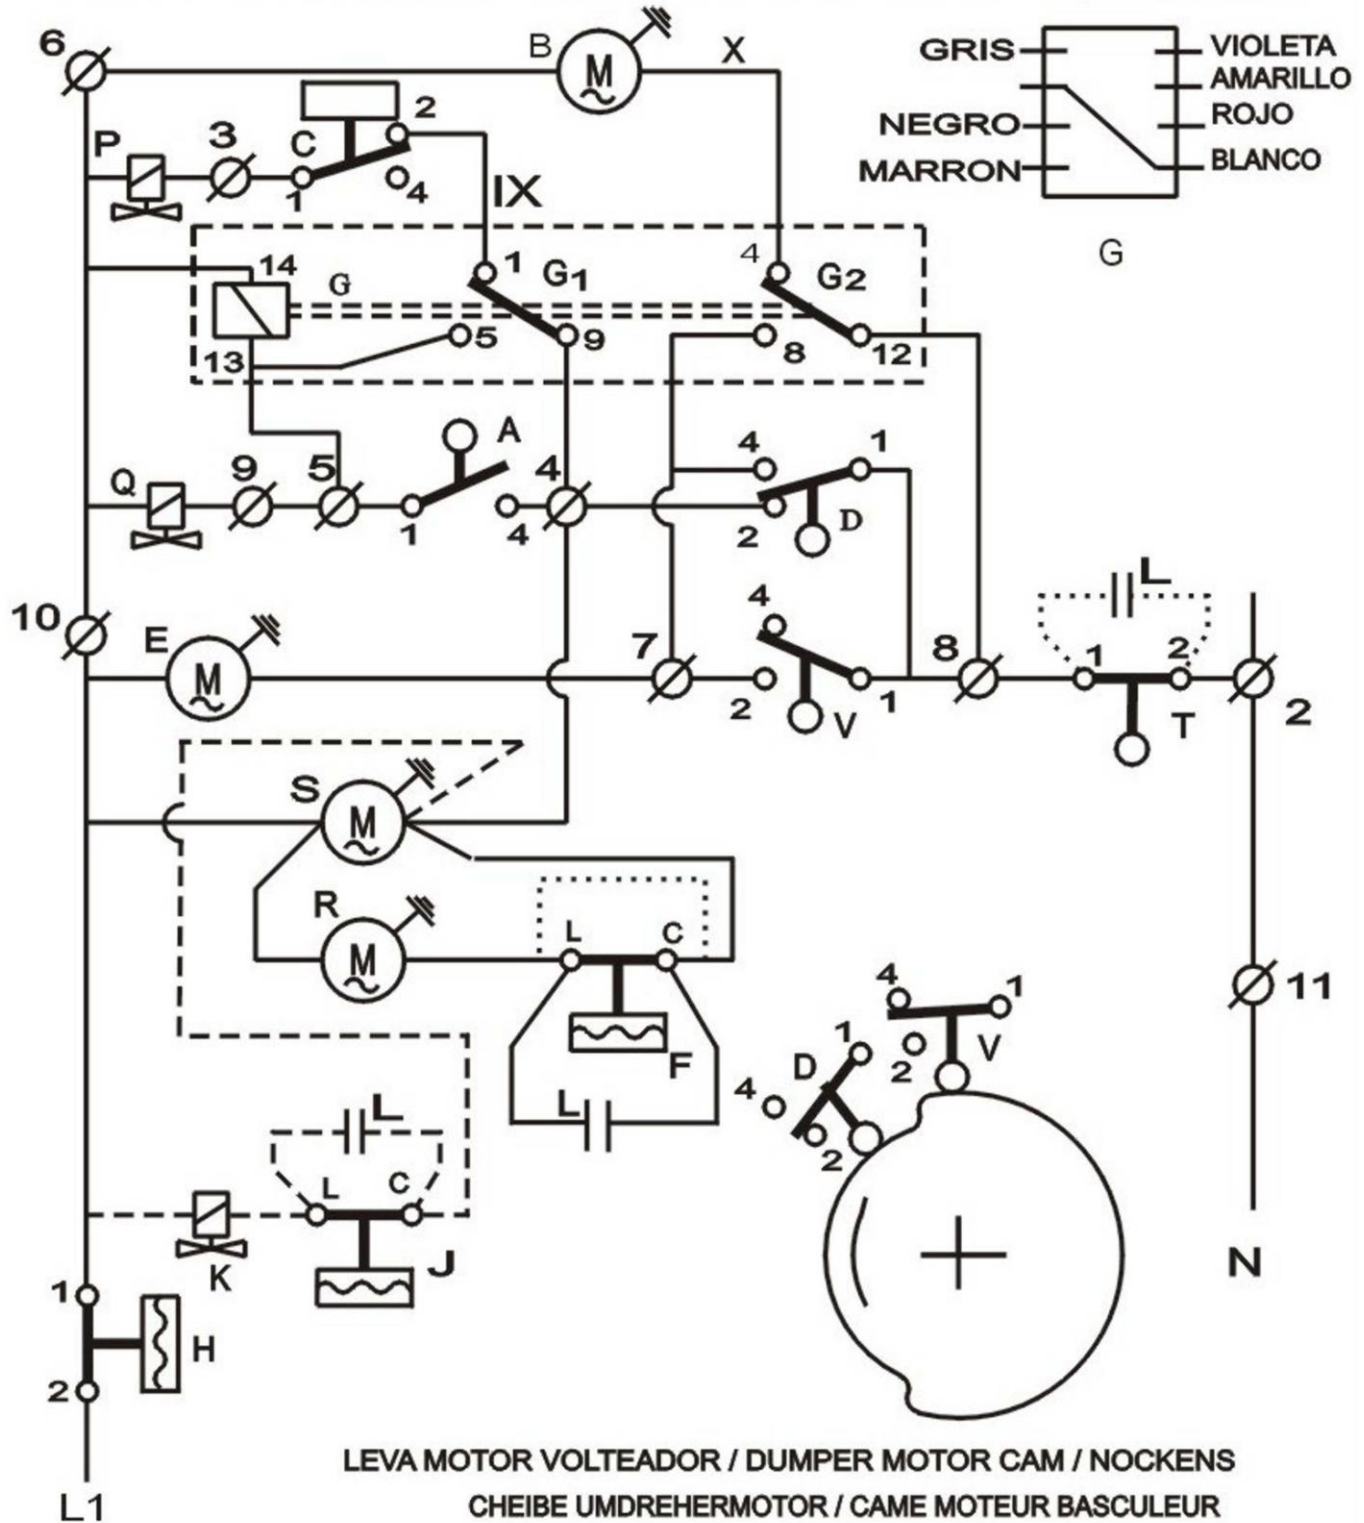 6 B M X GRIS VIOLETA
AMARILLO
P 3 C 2 NEGRO ROJO
1 4 IX MARRON BLANCO
14 G 1 G1 4 G2 G
13 5 9 8 12
Q 9 5 A 4 4 1
1 4 2 D
10 E M 7 4 8 L
2 V 1 1 2 T 2
S M
R M L C 4 1 11
F D 1 2 V
L L 4 2
L C
K J N
1 H
2
LEVA MOTOR VOLTEADOR / DUMPER MOTOR CAM / NOCKENS
L1 CHEIBE UMDREHERMOTOR / CAME MOTEUR BASCULEUR